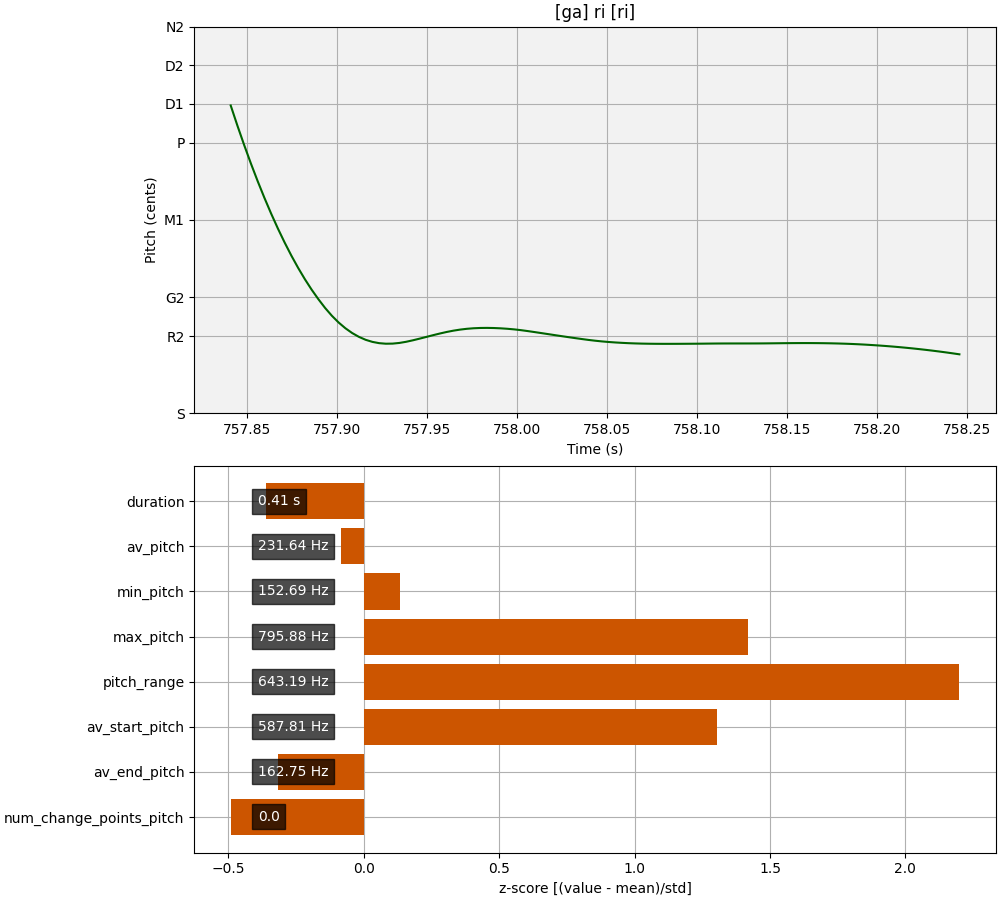 [ga] ri [ri]
N2
D2
D1
P
M1
G2
R2
S
Pitch (cents)
757.85 757.90 757.95 758.00 758.05 758.10 758.15 758.20 758.25
Time (s)
duration 0.41 s
av_pitch 231.64 Hz
min_pitch 152.69 Hz
max_pitch 795.88 Hz
pitch_range 643.19 Hz
av_start_pitch 587.81 Hz
av_end_pitch 162.75 Hz
num_change_points_pitch 0.0
−0.5 0.0 0.5 1.0 1.5 2.0
z-score [(value - mean)/std]